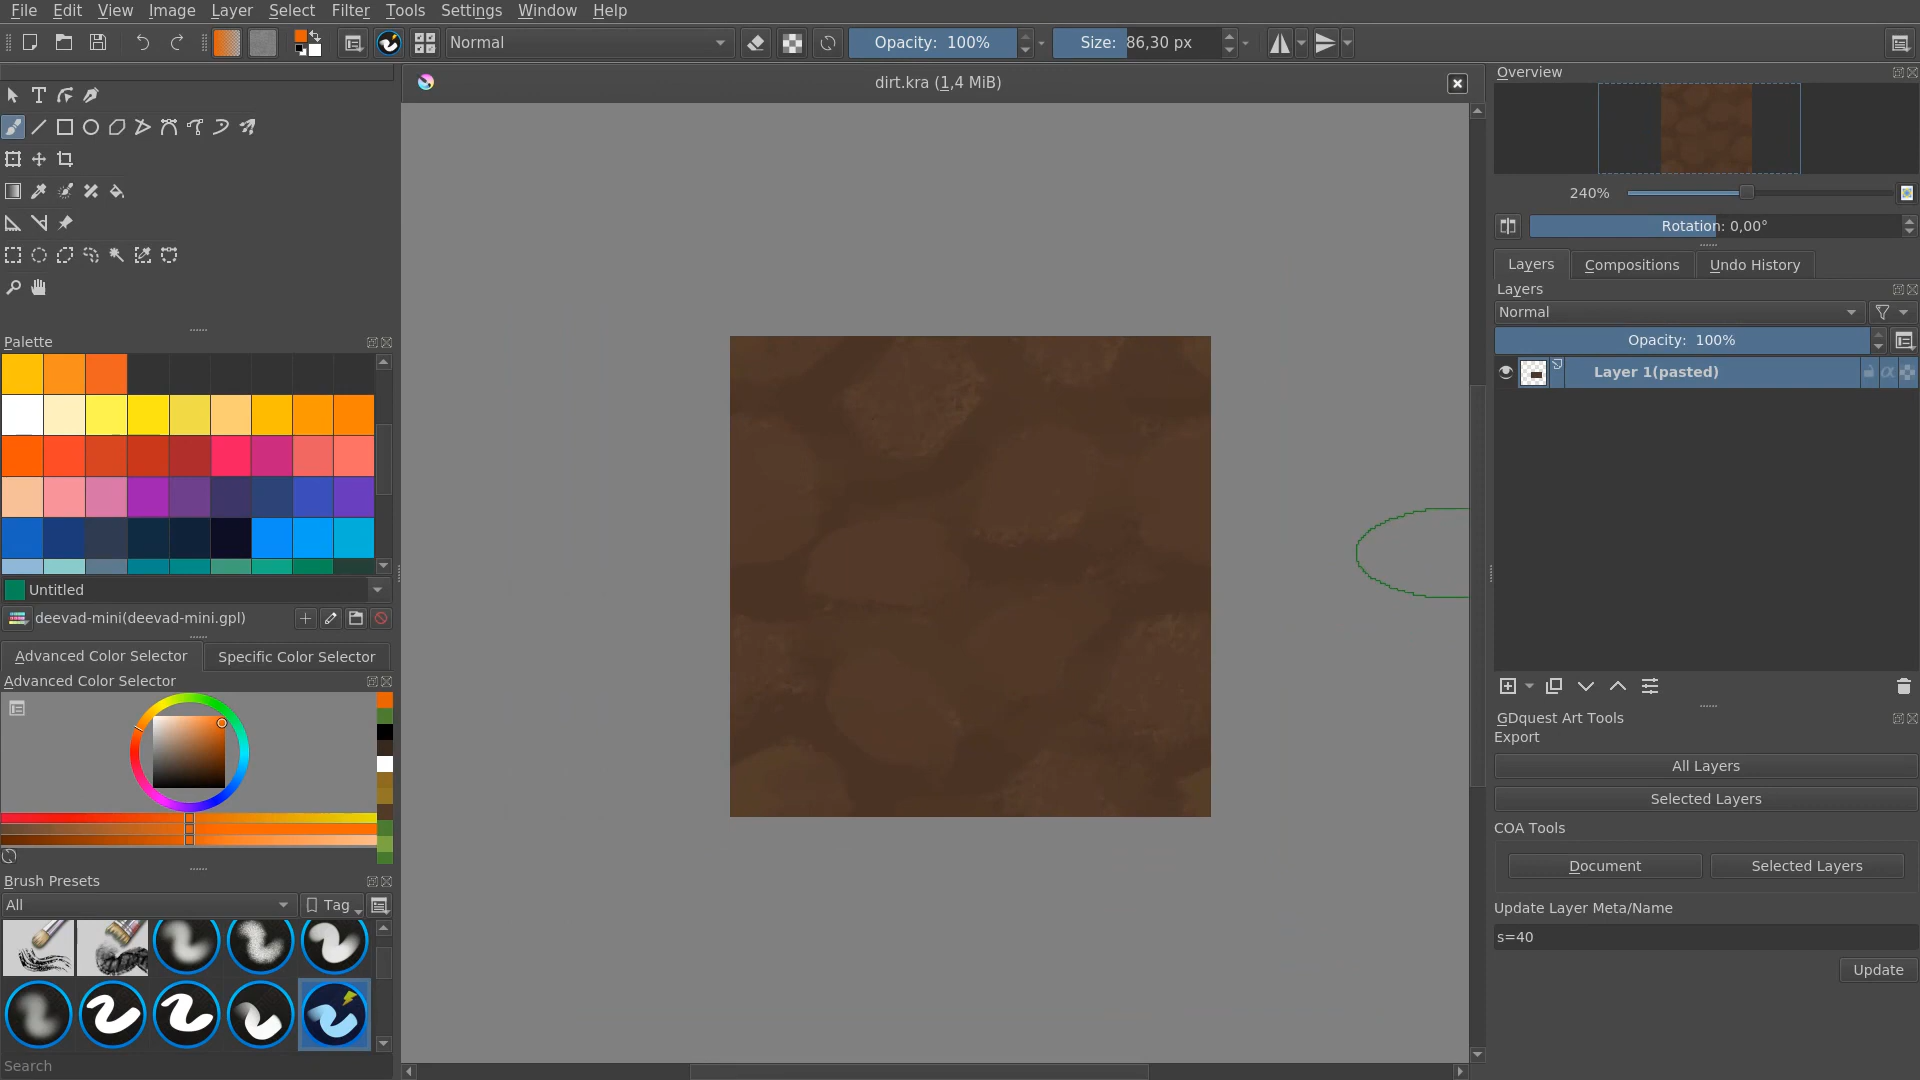 File Edit View Image Layer Select Filter Tools Settings Window Help
Normal
Opacity: 100%
Size: 86,30 px
dirt.kra (1,4 MiB)
Overview
240%
Rotation: 0,00°
Layers Compositions Undo History
Layers
Normal
Opacity: 100%
Layer 1(pasted)
Palette
Untitled
deevad-mini(deevad-mini.gpl)
Advanced Color Selector Specific Color Selector
Advanced Color Selector
Brush Presets
All
Tag
Search
GDquest Art Tools
Export
All Layers
Selected Layers
COA Tools
Document Selected Layers
Update Layer Meta/Name
s=40
Update